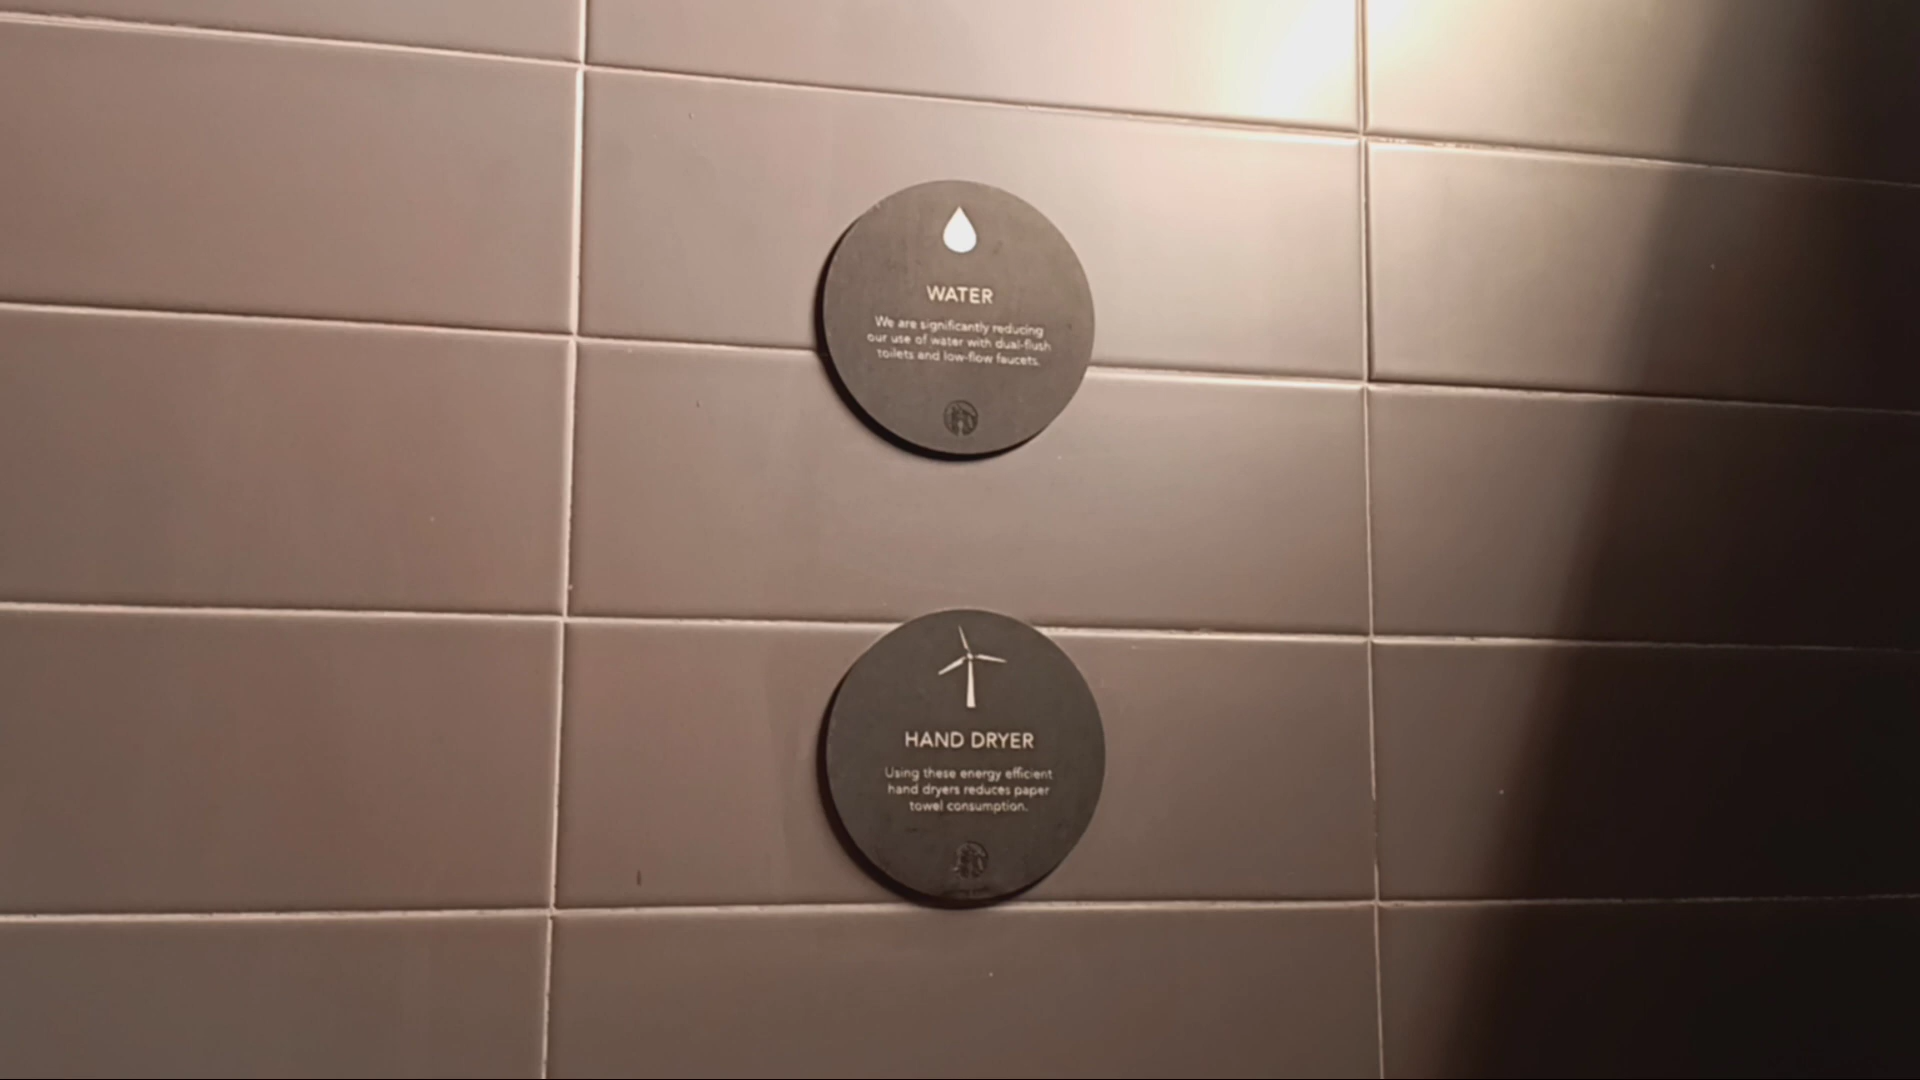 WATER
We are significantly reducing
our use of water with dual-flush
toilets and low-flow faucets.
HAND DRYER
Using these energy efficient
hand dryers reduces paper
towel consumption.